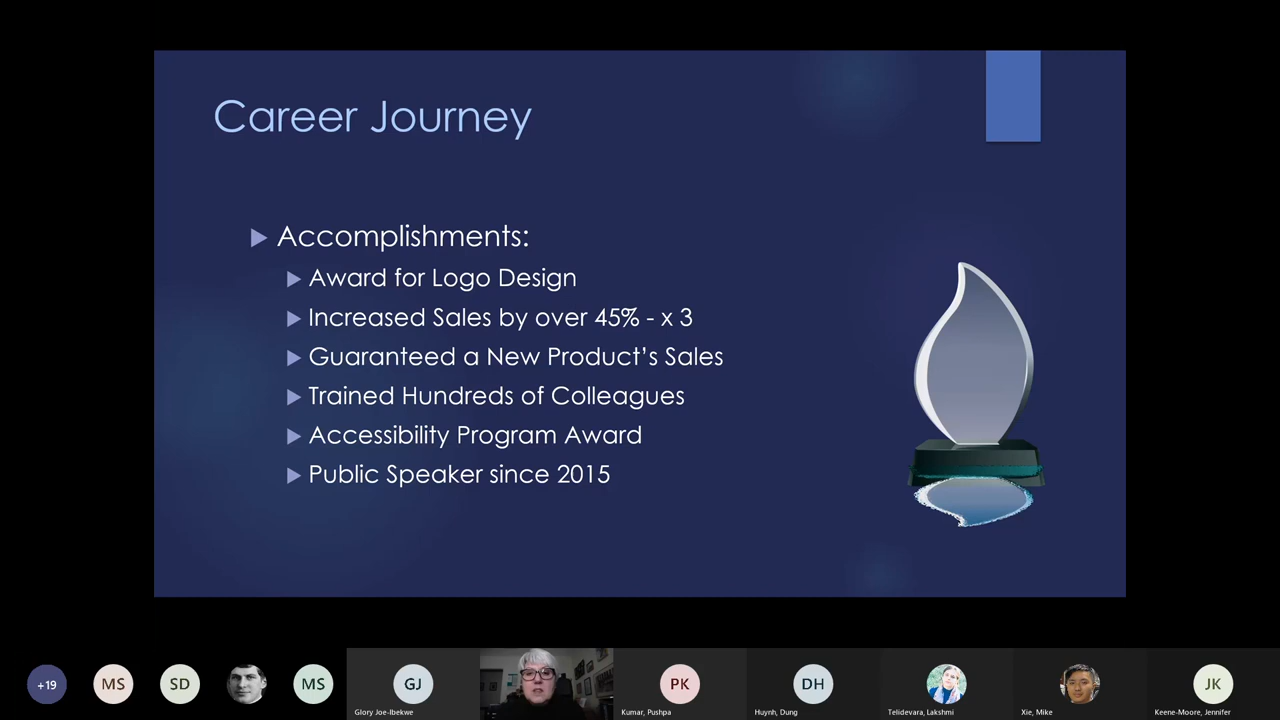 Career Journey
Accomplishments:
Award for Logo Design
Increased Sales by over 45% - x 3
Guaranteed a New Product's Sales
Trained Hundreds of Colleagues
Accessibility Program Award
Public Speaker since 2015
+19
MS
SD
MS
GJ
PK
DH
JK
Glory Joe-Ibekwe
Kumar, Pushpa
Huynh, Dung
Telidevara, Lakshmi
Xie, Mike
Keene-Moore, Jennifer